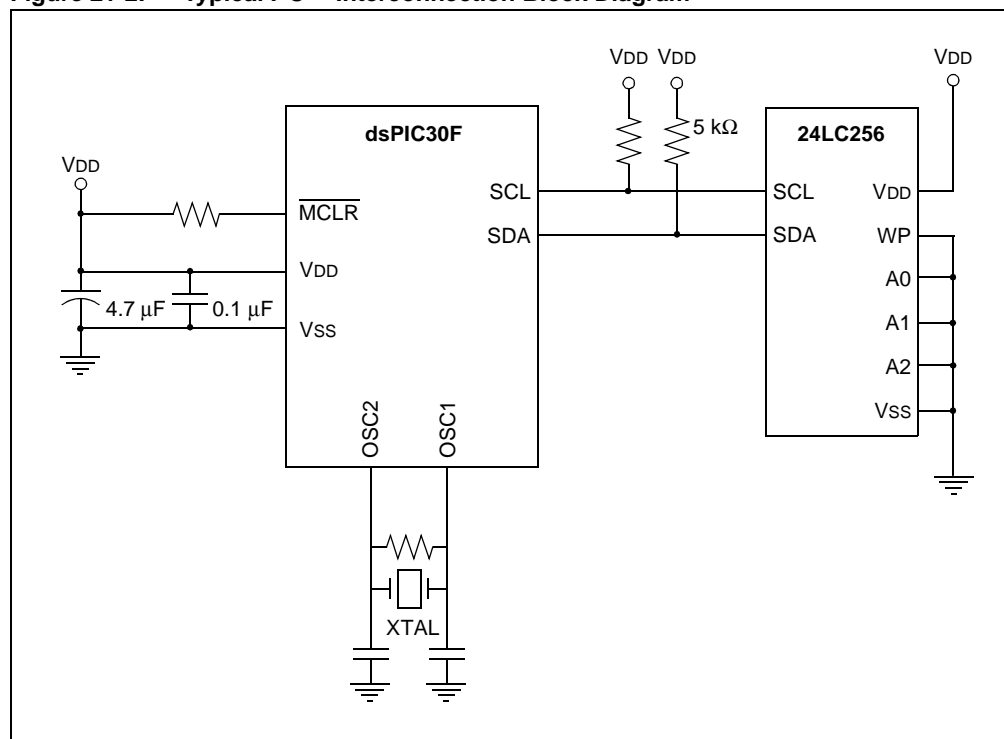 VDD VDD
VDD
dsPIC30F
5 kΩ
24LC256
VDD
SCL
SCL
VDD
MCLR
SDA
SDA
WP
VDD
A0
4.7 µF
0.1 µF
VSS
A1
A2
VSS
OSC2
OSC1
XTAL